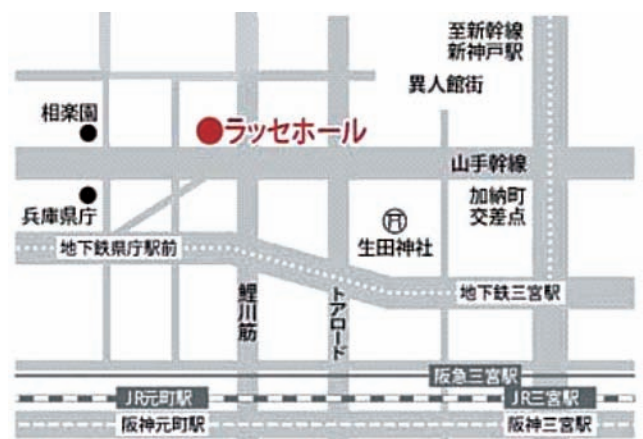 至新幹線
新神戸駅
異人館街
相楽園
ラッセホール
山手幹線
兵庫県庁
加納町
交差点
生田神社
地下鉄県庁駅前
地下鉄三宮駅
鯉川筋
トアロード
阪急三宮駅
JR元町駅
JR三宮駅
阪神元町駅
阪神三宮駅